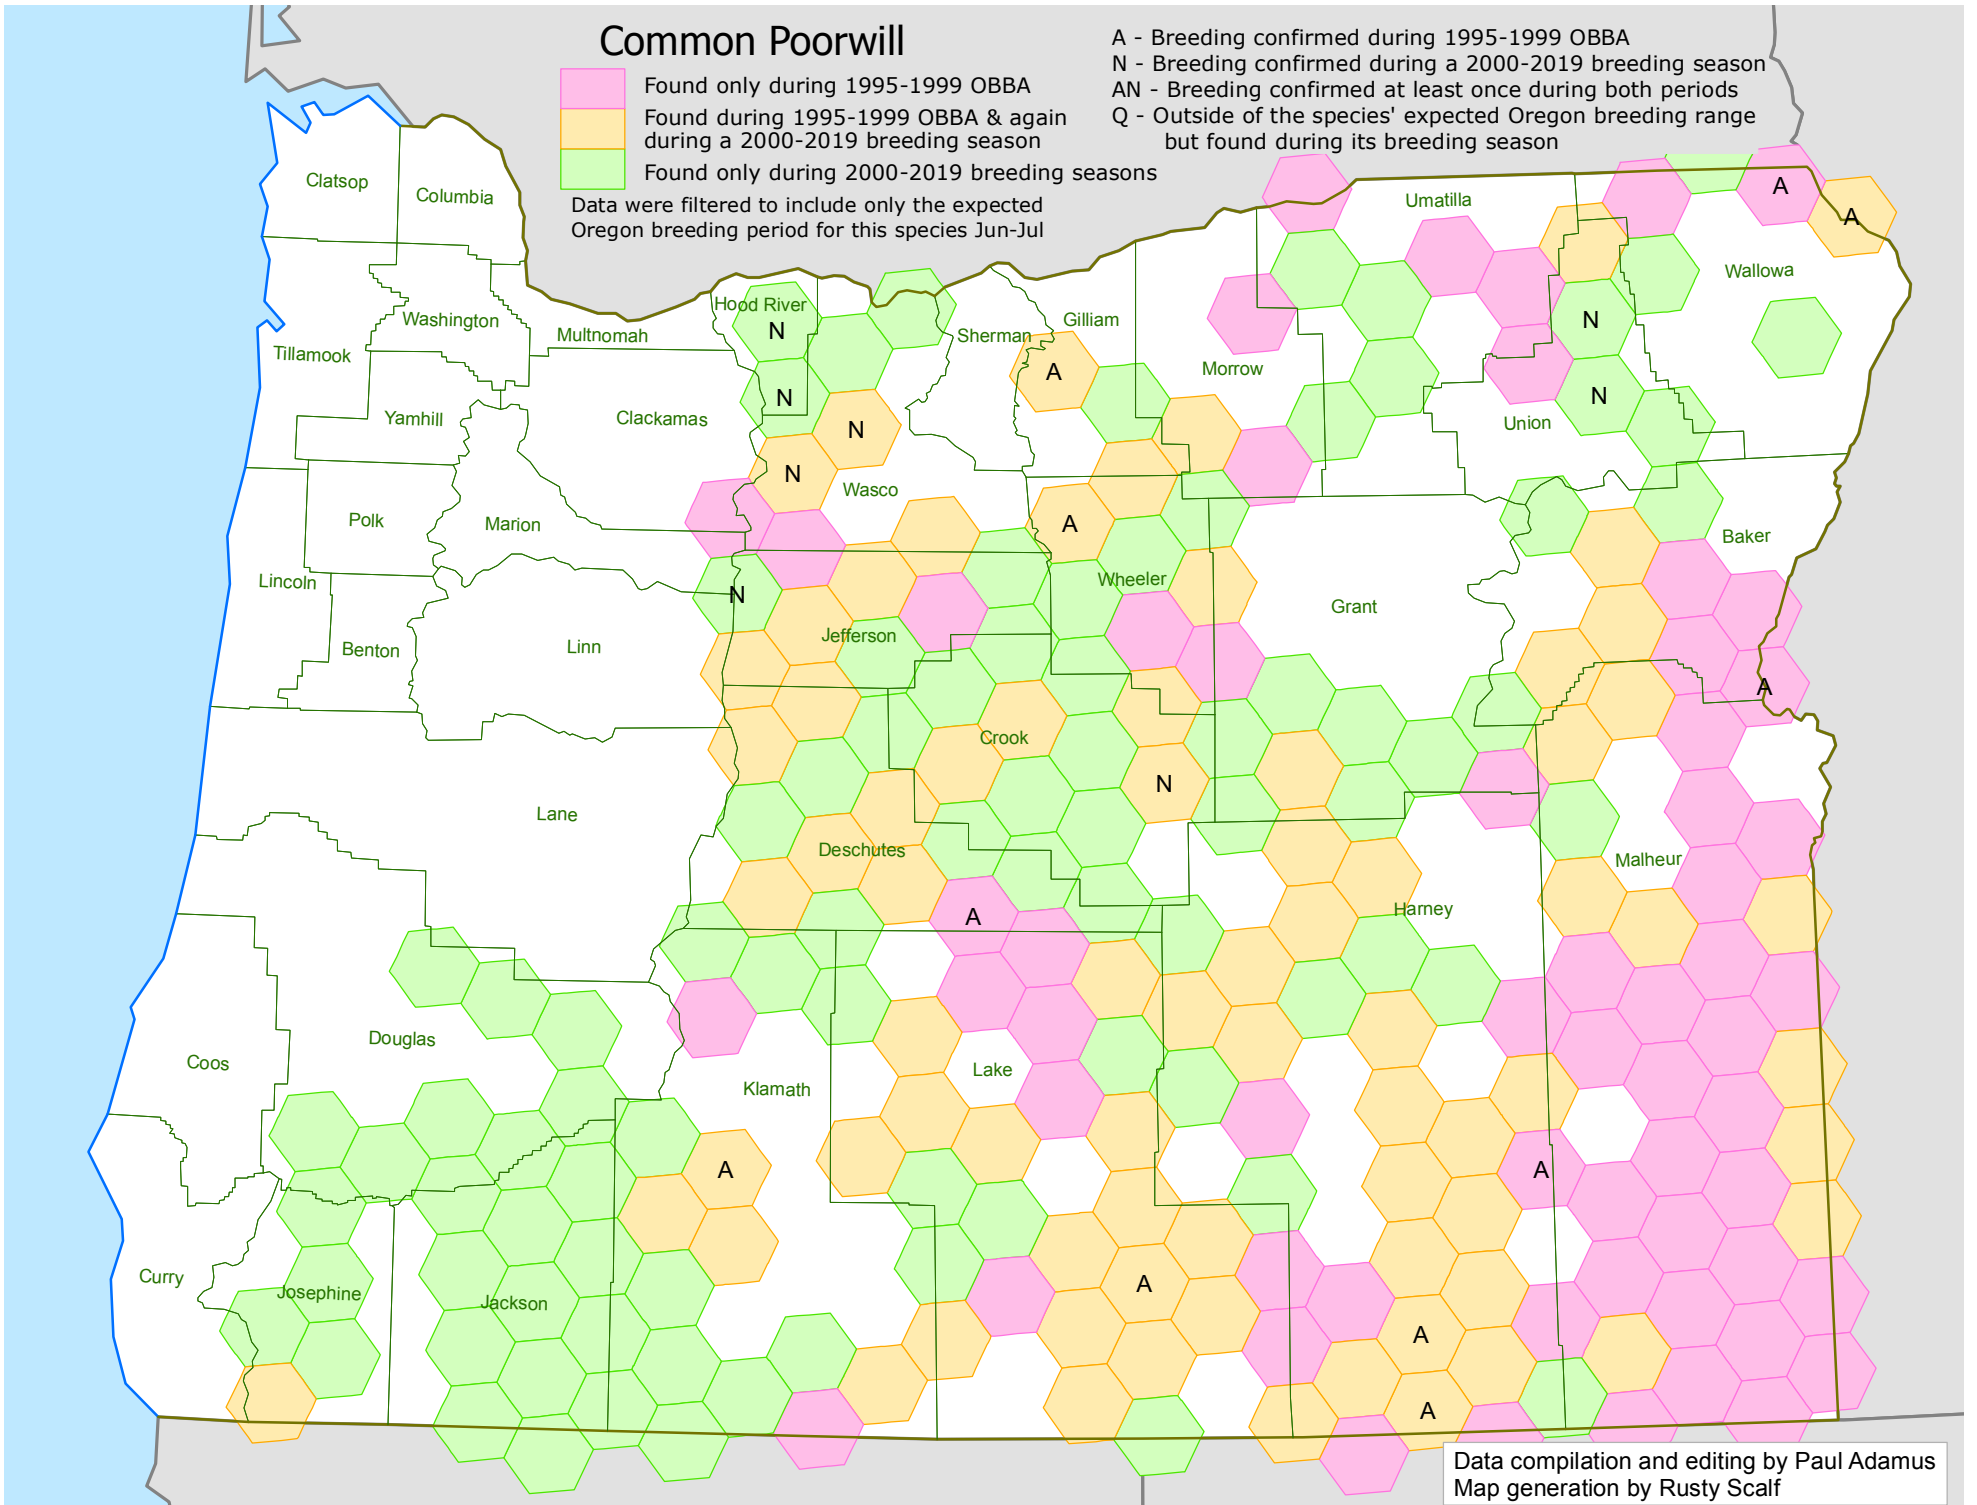 Common Poorwill
Found only during 1995-1999 OBBA
Found during 1995-1999 OBBA & again
during a 2000-2019 breeding season
Found only during 2000-2019 breeding seasons
Data were filtered to include only the expected
Oregon breeding period for this species Jun-Jul
A - Breeding confirmed during 1995-1999 OBBA
N - Breeding confirmed during a 2000-2019 breeding season
AN - Breeding confirmed at least once during both periods
Q - Outside of the species' expected Oregon breeding range
but found during its breeding season
Clatsop
Columbia
Umatilla
A
A
Wallowa
Hood River
Washington
Multnomah
N
Sherman
Gilliam
N
Tillamook
Morrow
A
Yamhill
Clackamas
N
N
Union
N
N
Wasco
Polk
Marion
A
Baker
Lincoln
N
Wheeler
Grant
Benton
Linn
Jefferson
A
Crook
N
Lane
Deschutes
Malheur
A
Harney
Coos
Douglas
Klamath
Lake
A
A
Curry
Josephine
Jackson
A
A
A
Data compilation and editing by Paul Adamus
Map generation by Rusty Scalf